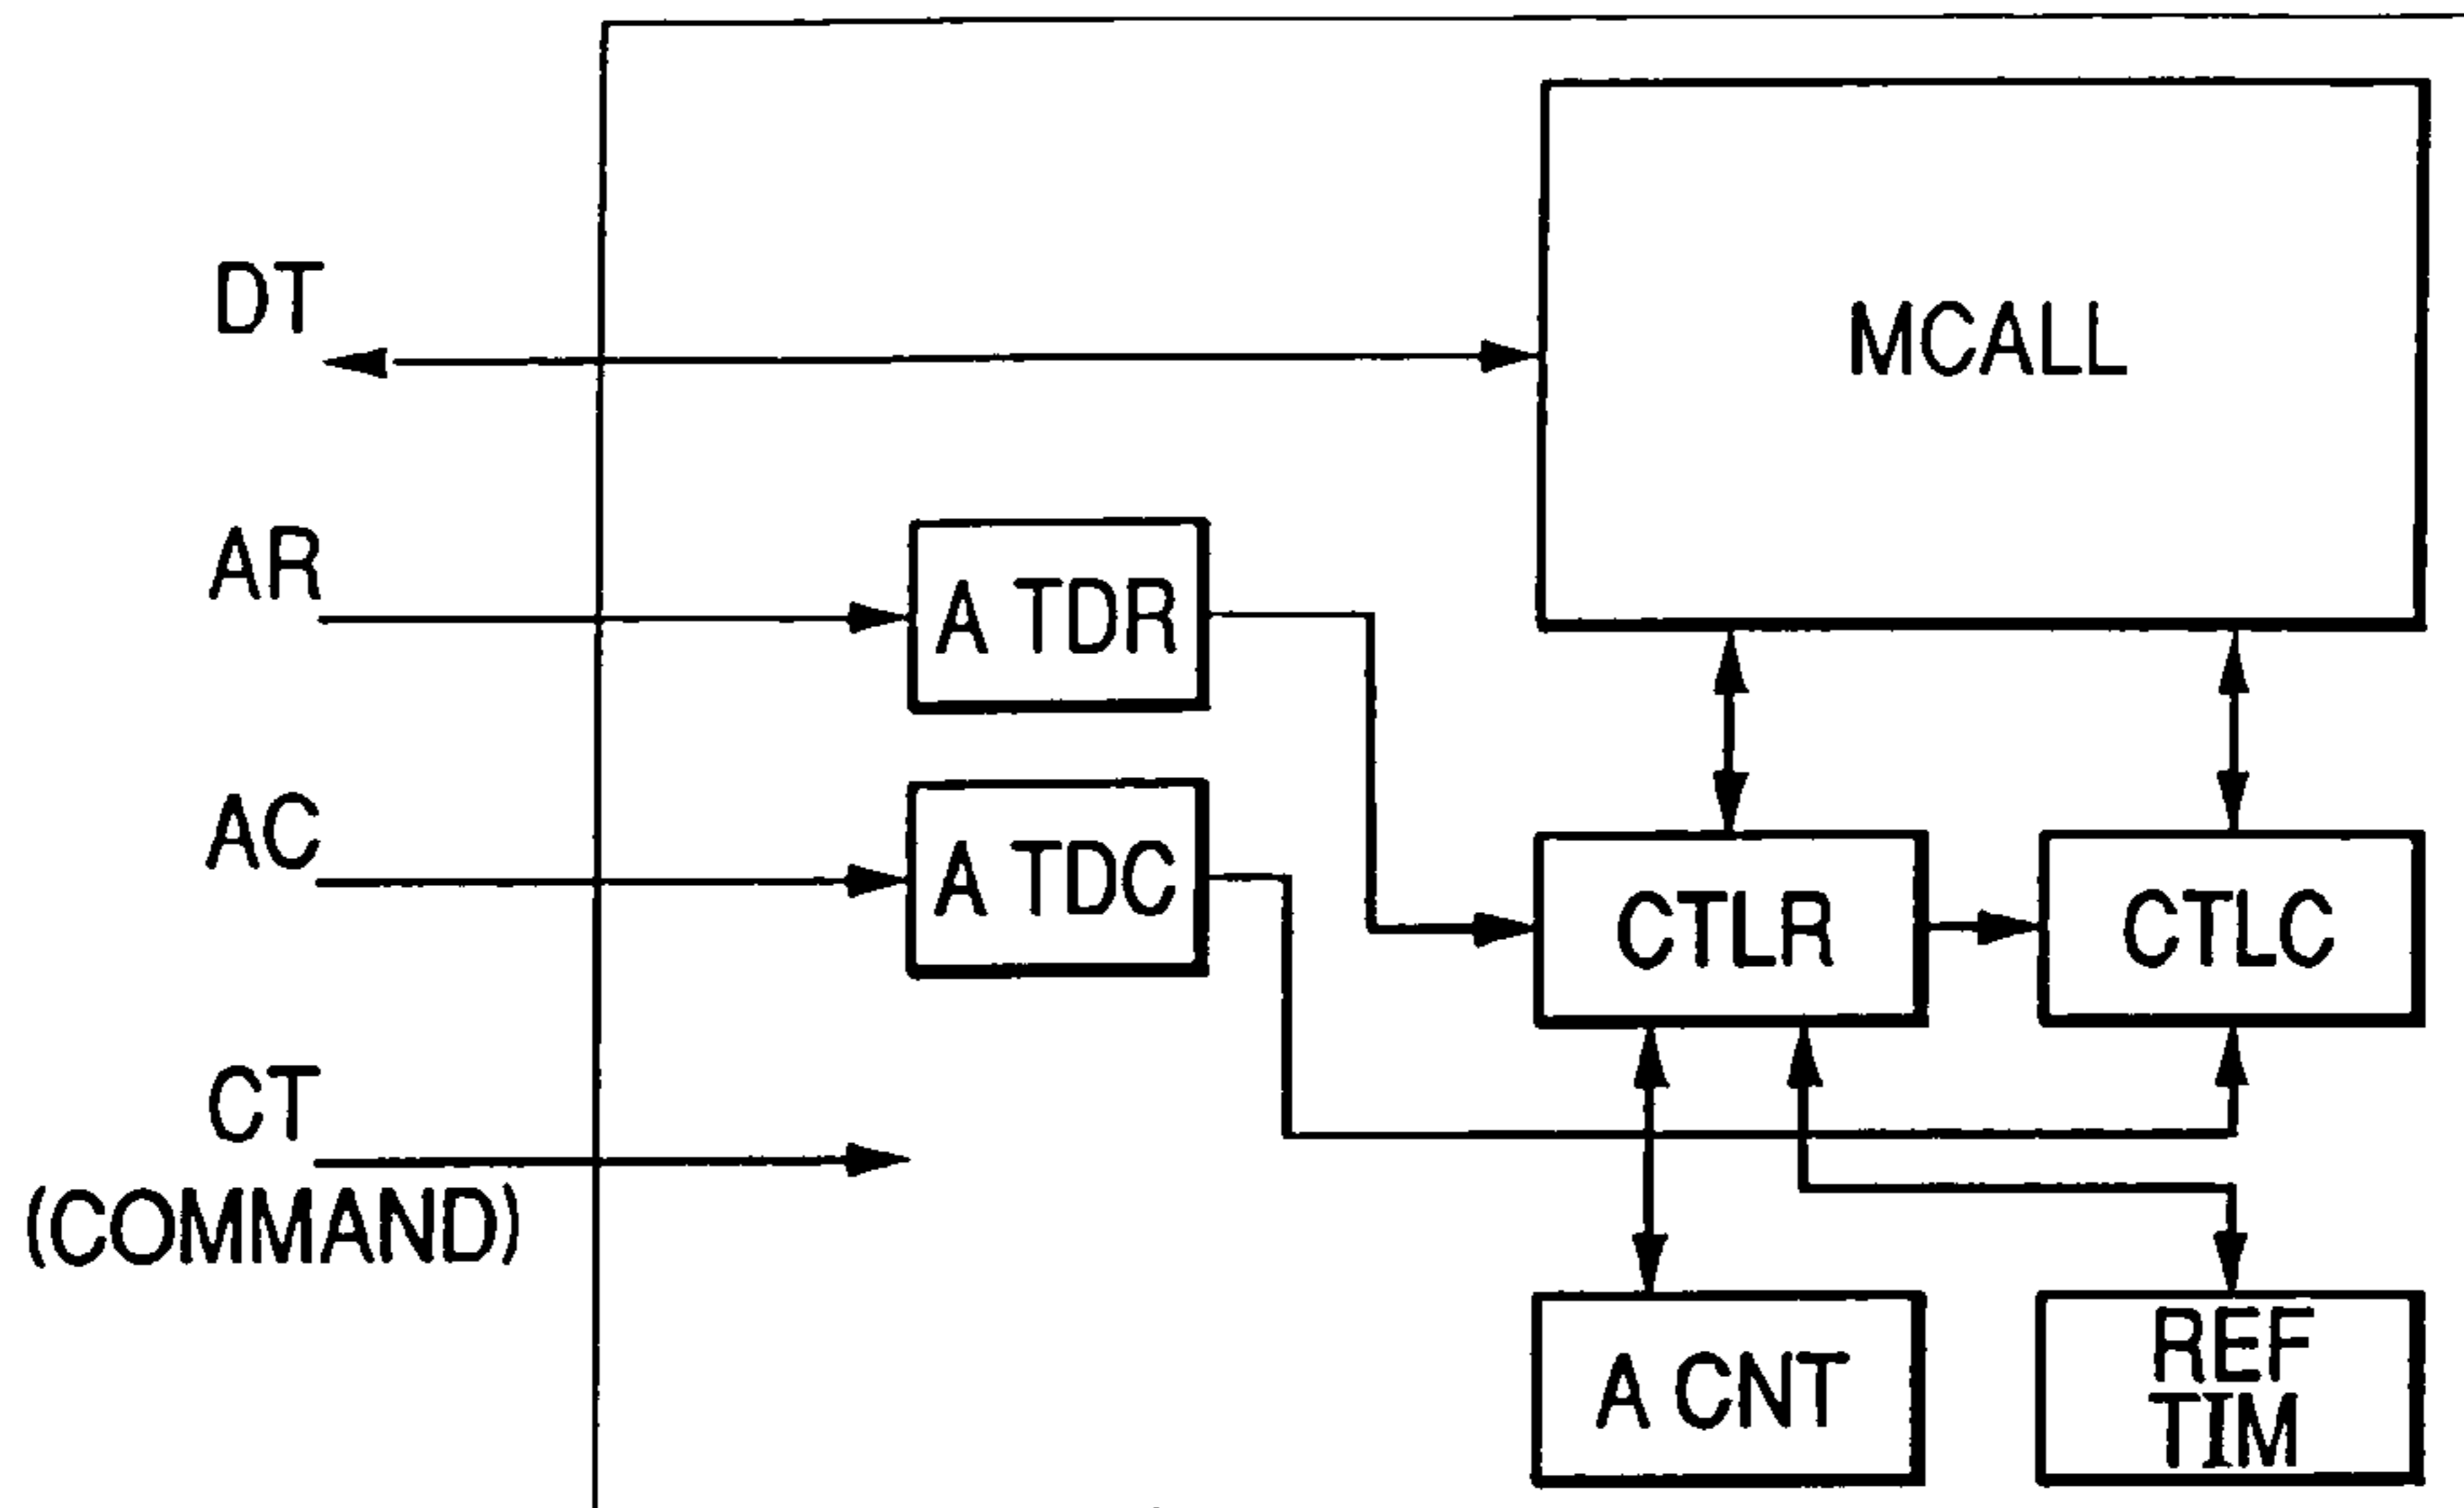 DT
MCALL
AR
A TDR
AC
A TDC
CTLR
CTLC
CT
(COMMAND)
A CNT
REF
TIM